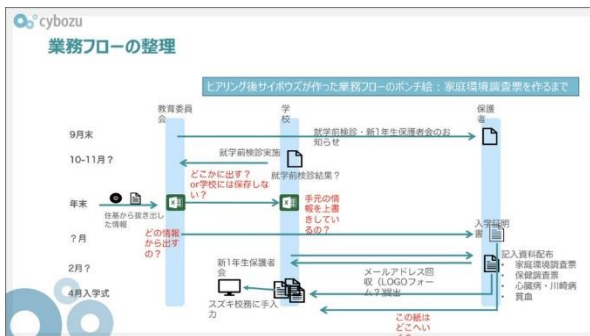 cybozu
業務フローの整理
ヒアリング後サイボウズが作った業務フローのポンチ絵：家庭環境調査票を作るまで
教育委員
会
学
校
保護
者
9月末
就学前検診・新1年生保護者会のお
知らせ
10-11月？
就学前検診実施
就学前検診結果？
どこかに出す？
or学校には保存しな
い？
手元の情
報を上書
きしてい
るの？
年末
住基から抜き出し
た情報
？月
どの情報
から出す
の？
入学証明
書
記入資料配布
・ 家庭環境調査票
・ 保健調査票
・ 心臓病・川崎病
・ 貧血
2月？
新1年生保護者
会
メールアドレス回
収（LOGOフォー
ム？）提出
4月入学式
スズキ校務に手入
力
この紙は
どこへい